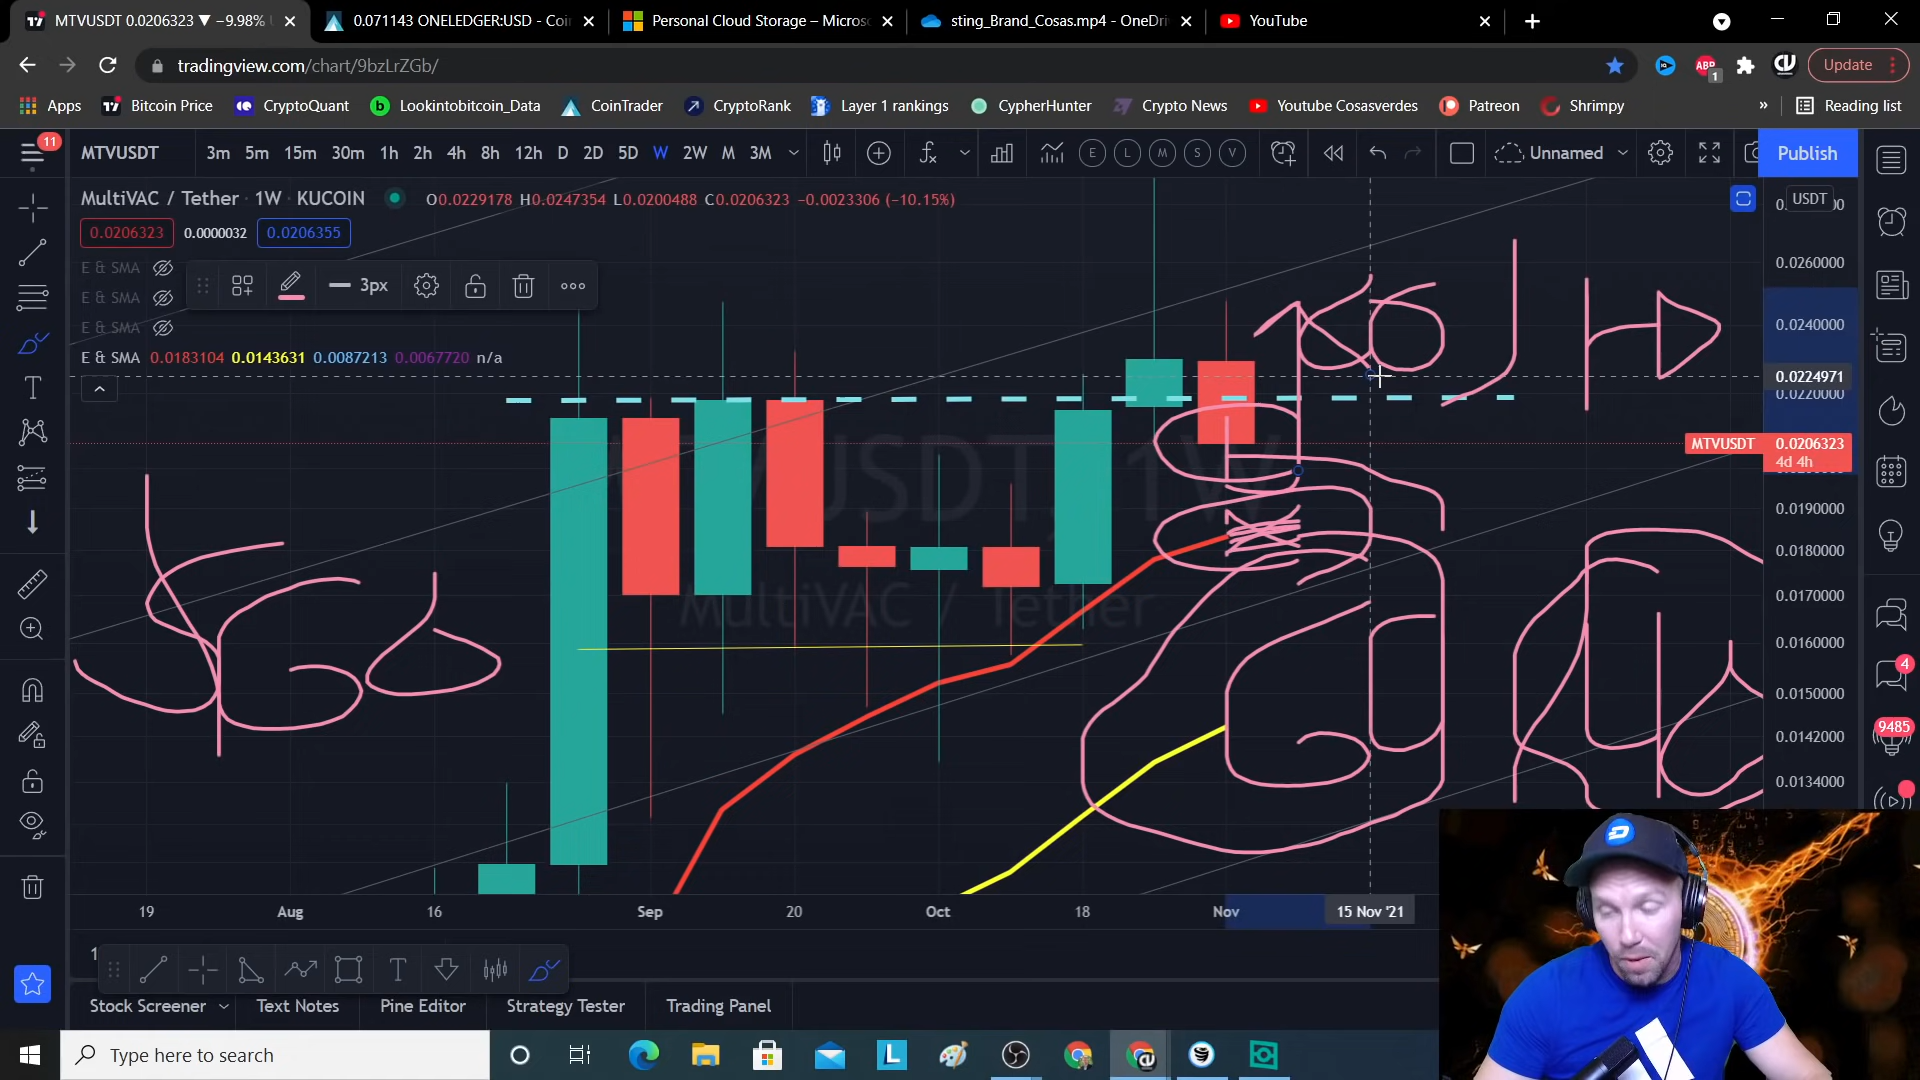 MTVUSDT 0.0206323 ▼ −9.98%
0.071143 ONELEDGER:USD - Coi
Personal Cloud Storage – Micros
sting_Brand_Cosas.mp4 - OneDri
YouTube
tradingview.com/chart/9bzLrZGb/
ABP 1
Update
Apps Bitcoin Price CryptoQuant Lookintobitcoin_Data CoinTrader CryptoRank Layer 1 rankings CypherHunter Crypto News Youtube Cosasverdes Patreon Shrimpy » Reading list
11
MTVUSDT 3m 5m 15m 30m 1h 2h 4h 8h 12h D 2D 5D W 2W M 3M E L M S V Unnamed Publish
MultiVAC / Tether · 1W · KUCOIN O0.0229178 H0.0247354 L0.0200488 C0.0206323 −0.0023306 (−10.15%)
USDT
0.0206323 0.0000032 0.0206355
E & SMA
E & SMA
E & SMA
3px
E & SMA 0.0183104 0.0143631 0.0087213 0.0067720 n/a
0.0260000
0.0240000
0.0224971
0.0220000
MTVUSDT 0.0206323
4d 4h
0.0190000
0.0180000
0.0170000
0.0160000
0.0150000
0.0142000
0.0134000
MultiVAC / Tether
4
9485
19 Aug 16 Sep 20 Oct 18 Nov 15 Nov '21
Stock Screener Text Notes Pine Editor Strategy Tester Trading Panel
Type here to search